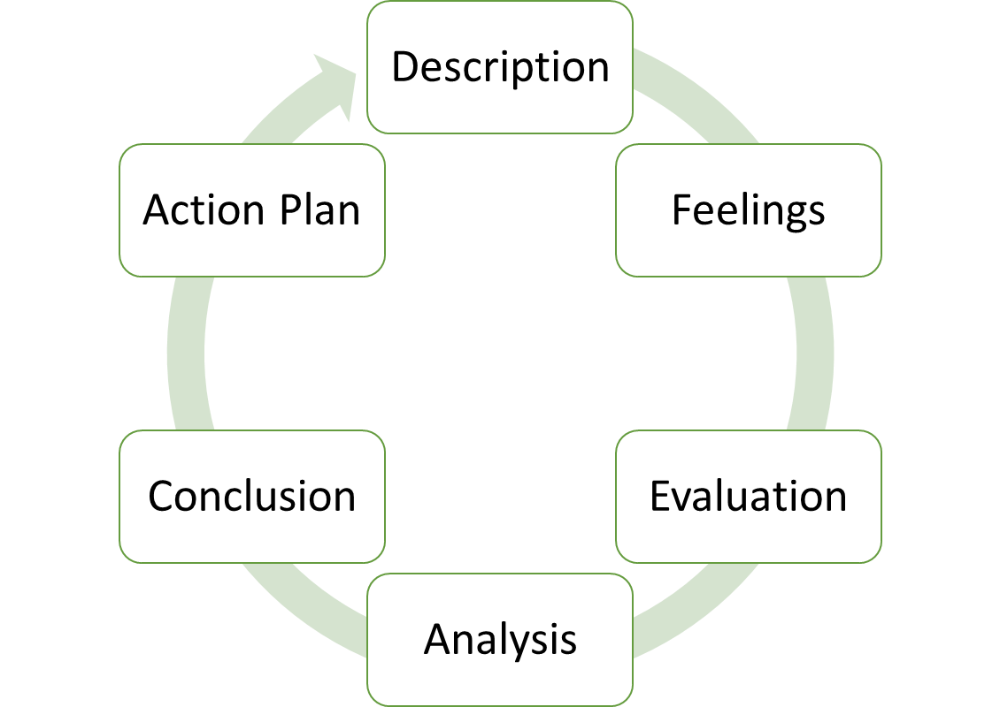 Description
Feelings
Evaluation
Analysis
Conclusion
Action Plan